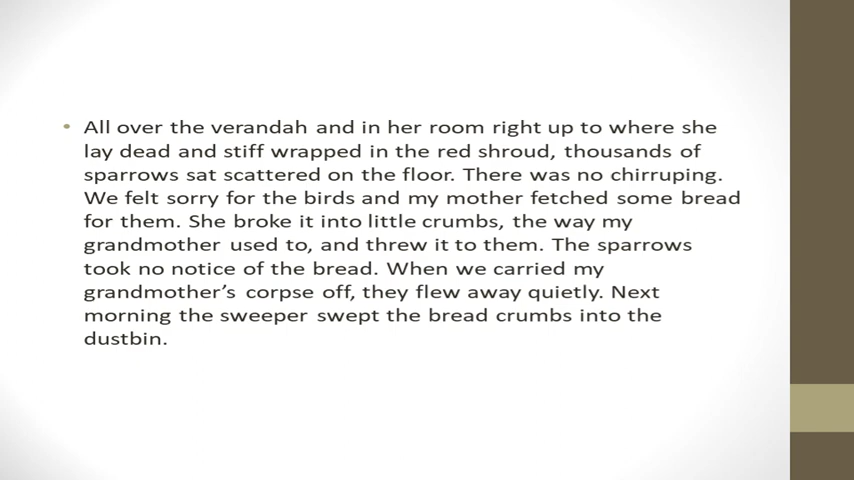 • All over the verandah and in her room right up to where she
lay dead and stiff wrapped in the red shroud, thousands of
sparrows sat scattered on the floor. There was no chirruping.
We felt sorry for the birds and my mother fetched some bread
for them. She broke it into little crumbs, the way my
grandmother used to, and threw it to them. The sparrows
took no notice of the bread. When we carried my
grandmother’s corpse off, they flew away quietly. Next
morning the sweeper swept the bread crumbs into the
dustbin.